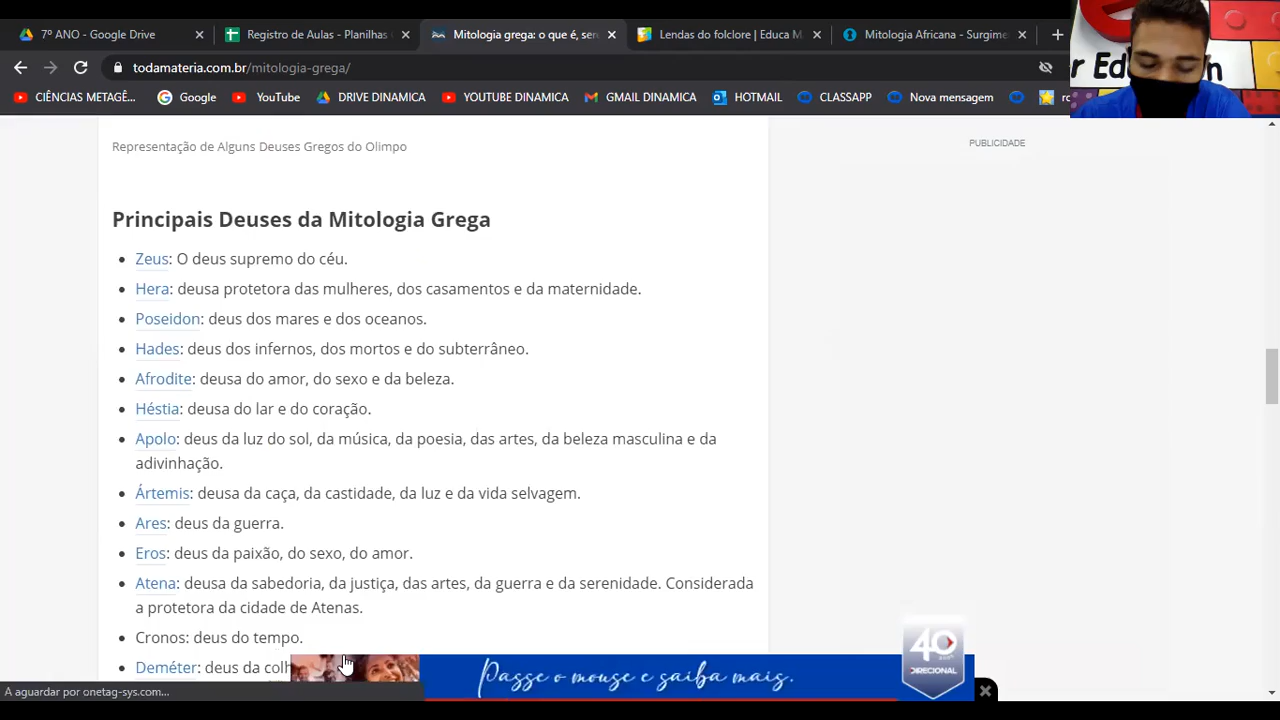 7º ANO - Google Drive
Registro de Aulas - Planilhas
Mitologia grega: o que é, ser
Lendas do folclore | Educa M
Mitologia Africana - Surgime
todamateria.com.br/mitologia-grega/
r Edu
n
CIÊNCIAS METAGÊ...
Google
YouTube
DRIVE DINAMICA
YOUTUBE DINAMICA
GMAIL DINAMICA
HOTMAIL
CLASSAPP
Nova mensagem
Representação de Alguns Deuses Gregos do Olimpo
PUBLICIDADE
Principais Deuses da Mitologia Grega
Zeus: O deus supremo do céu.
Hera: deusa protetora das mulheres, dos casamentos e da maternidade.
Poseidon: deus dos mares e dos oceanos.
Hades: deus dos infernos, dos mortos e do subterrâneo.
Afrodite: deusa do amor, do sexo e da beleza.
Héstia: deusa do lar e do coração.
Apolo: deus da luz do sol, da música, da poesia, das artes, da beleza masculina e da
adivinhação.
Ártemis: deusa da caça, da castidade, da luz e da vida selvagem.
Ares: deus da guerra.
Eros: deus da paixão, do sexo, do amor.
Atena: deusa da sabedoria, da justiça, das artes, da guerra e da serenidade. Considerada
a protetora da cidade de Atenas.
Cronos: deus do tempo.
Deméter: deus da colh
Passe o mouse e saiba mais.
40
DIRECIONAL
A aguardar por onetag-sys.com...